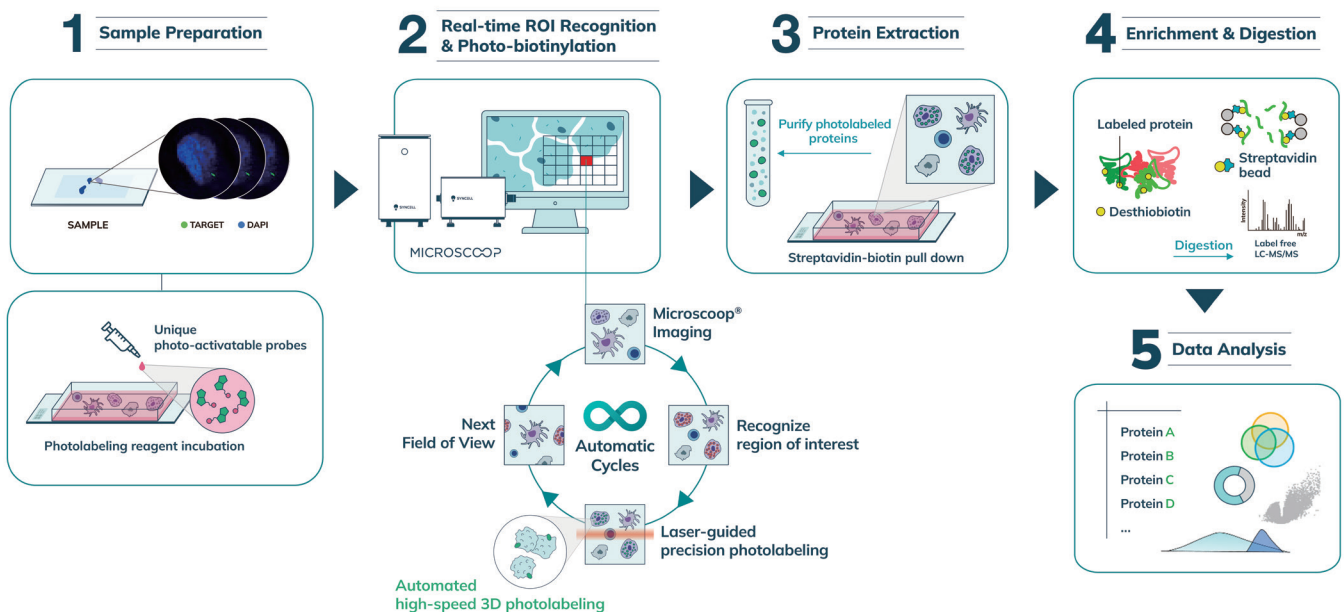 1 Sample Preparation
SAMPLE
TARGET DAPI
Unique
photo-activatable probes
Photolabeling reagent incubation
2 Real-time ROI Recognition
& Photo-biotinylation
SYNCELL
SYNCELL
MICROSCOOP
Microscoop®
Imaging
Recognize
region of interest
Laser-guided
precision photolabeling
Next
Field of View
Automatic
Cycles
Automated
high-speed 3D photolabeling
3 Protein Extraction
Purify photolabeled
proteins
Streptavidin-biotin pull down
4 Enrichment & Digestion
Labeled protein
Desthiobiotin
Streptavidin
bead
Digestion
Intensity
m/z
Label free
LC-MS/MS
5 Data Analysis
Protein A
Protein B
Protein C
Protein D
...